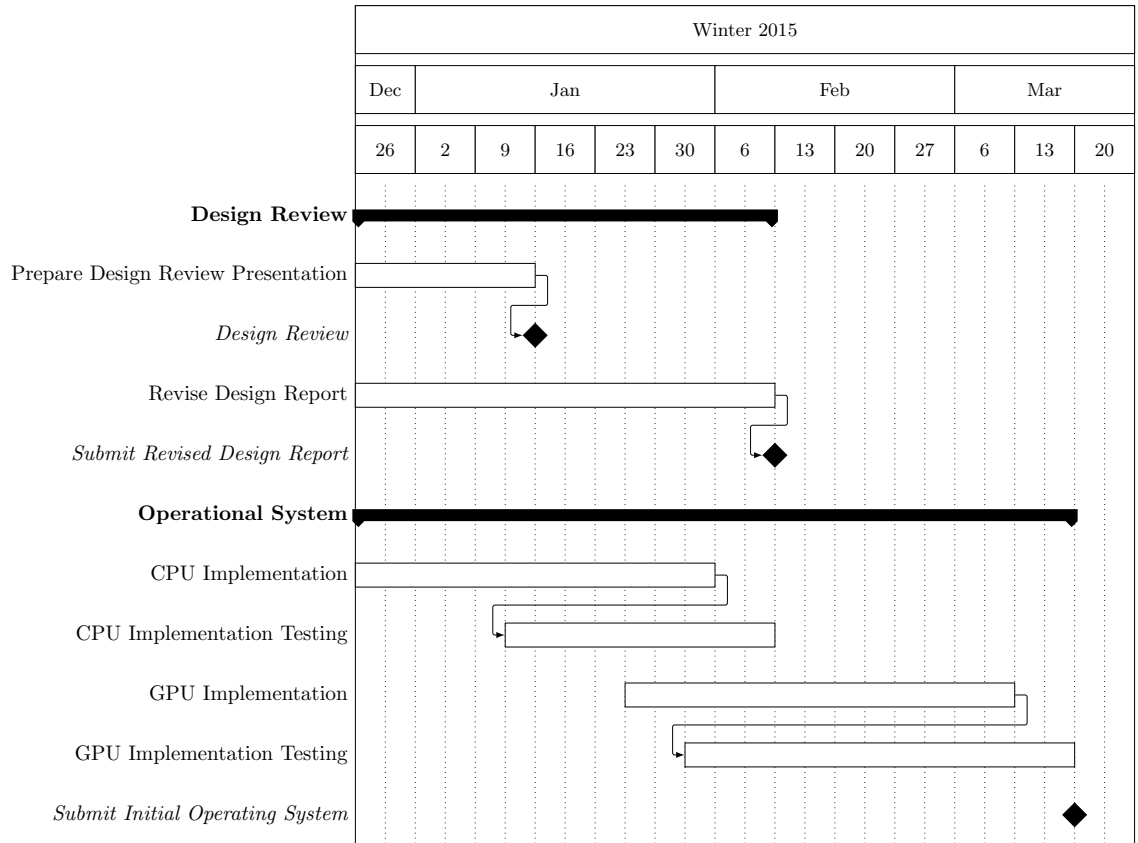 Winter 2015
Dec Jan Feb Mar
26 2 9 16 23 30 6 13 20 27 6 13 20
Design Review
Prepare Design Review Presentation
Design Review
Revise Design Report
Submit Revised Design Report
Operational System
CPU Implementation
CPU Implementation Testing
GPU Implementation
GPU Implementation Testing
Submit Initial Operating System